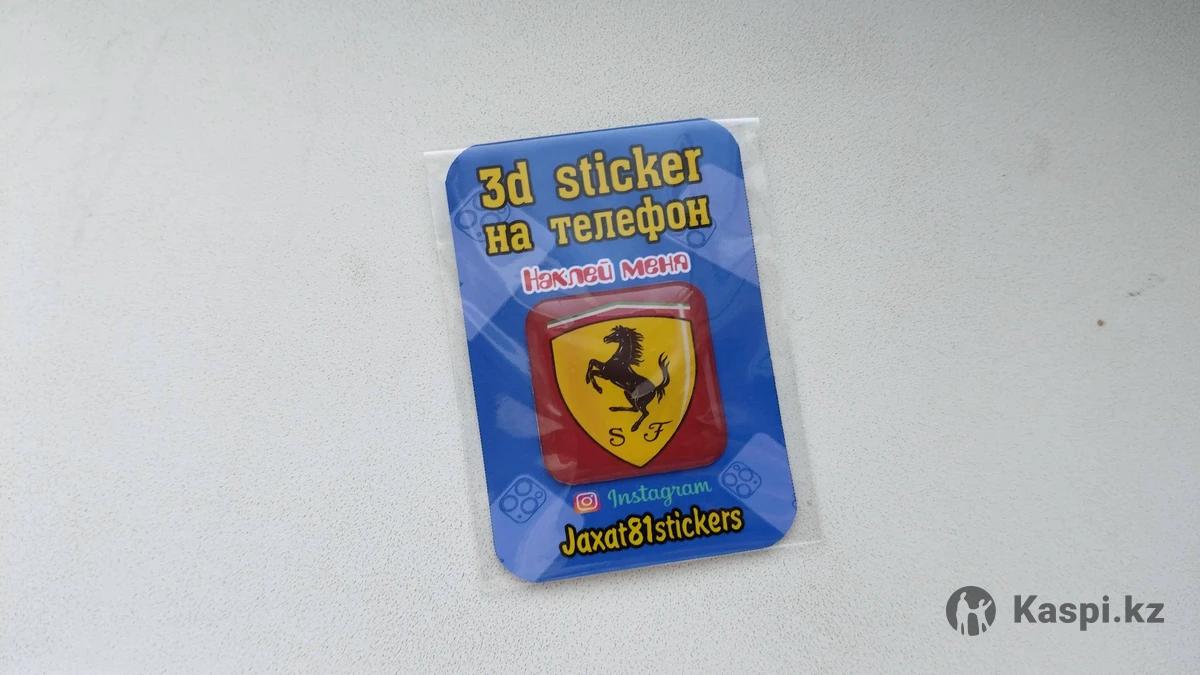 3d sticker
на телефон
Наклей меня
S F
Instagram
Jaxat81stickers
Kaspi.kz